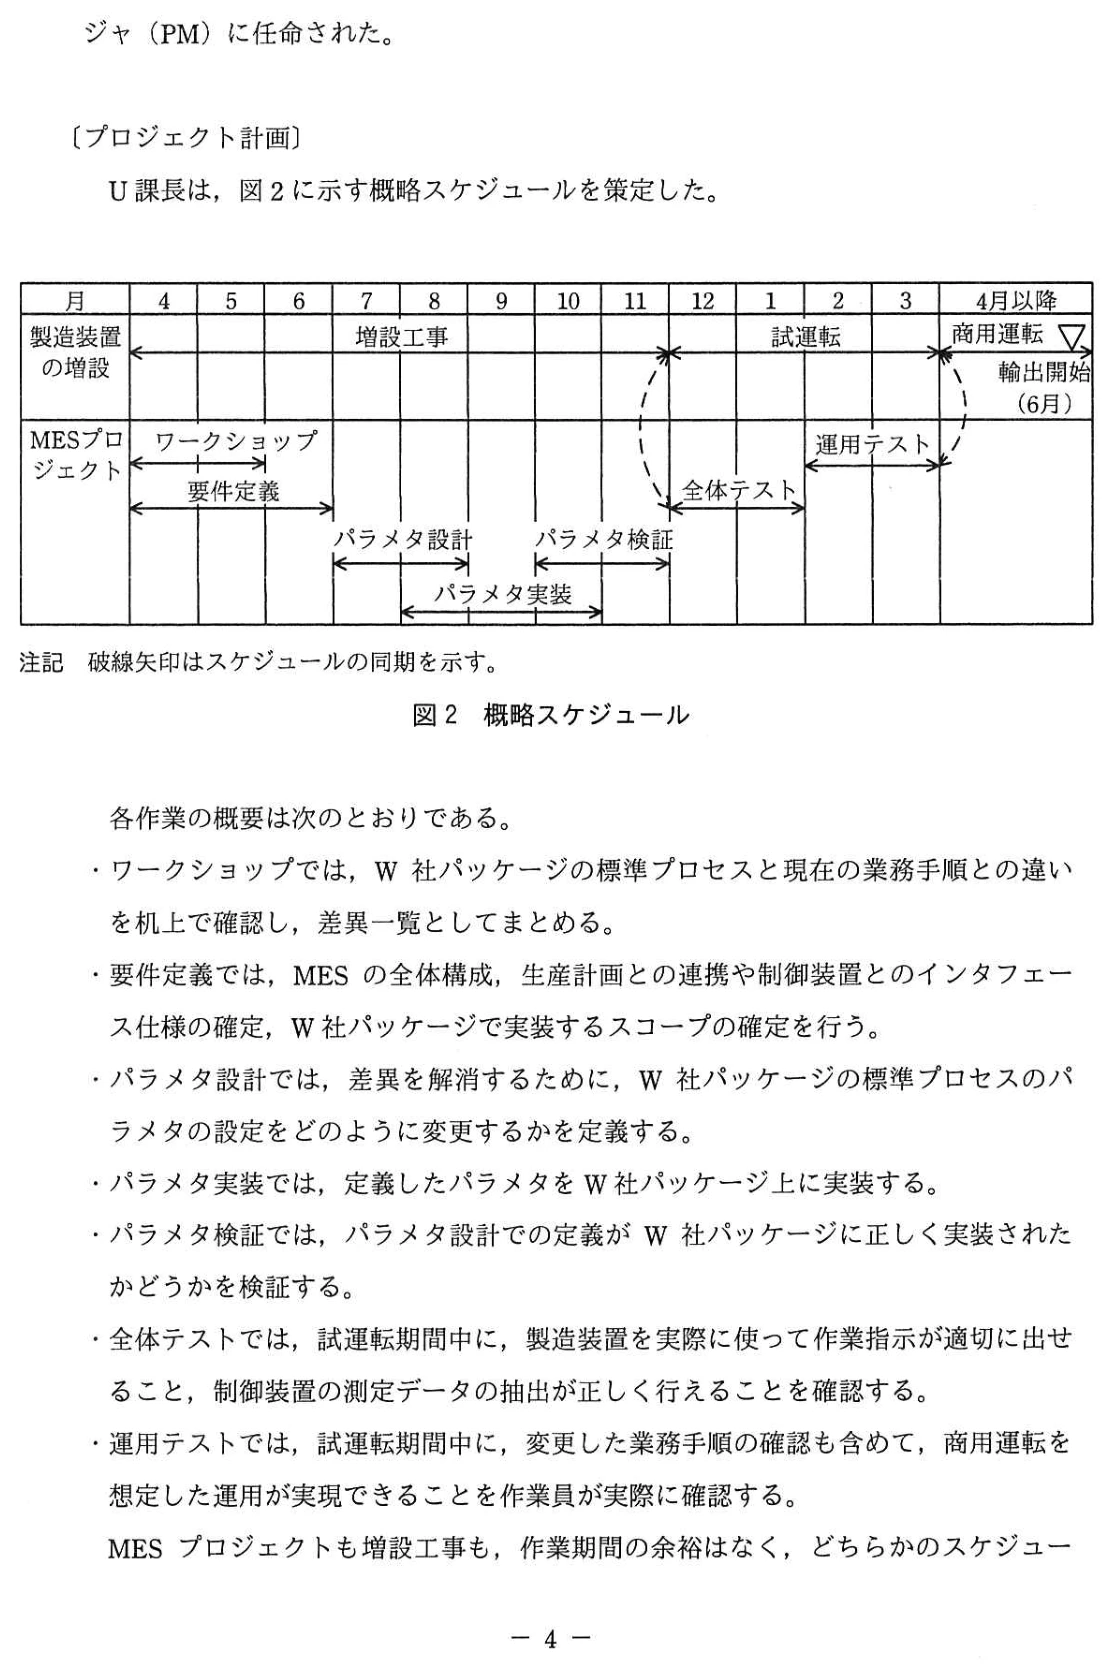 ジャ（PM）に任命された。
〔プロジェクト計画〕
U課長は，図2に示す概略スケジュールを策定した。
月 4 5 6 7 8 9 10 11 12 1 2 3 4月以降
製造装置の増設 増設工事 試運転 商用運転 ▽
輸出開始
（6月）
MESプロジェクト ワークショップ 運用テスト
要件定義 全体テスト
パラメタ設計 パラメタ検証
パラメタ実装
注記　破線矢印はスケジュールの同期を示す。
図2　概略スケジュール
各作業の概要は次のとおりである。
・ワークショップでは，W 社パッケージの標準プロセスと現在の業務手順との違い
を机上で確認し，差異一覧としてまとめる。
・要件定義では，MES の全体構成，生産計画との連携や制御装置とのインタフェー
ス仕様の確定，W社パッケージで実装するスコープの確定を行う。
・パラメタ設計では，差異を解消するために，W 社パッケージの標準プロセスのパ
ラメタの設定をどのように変更するかを定義する。
・パラメタ実装では，定義したパラメタをW社パッケージ上に実装する。
・パラメタ検証では，パラメタ設計での定義が W 社パッケージに正しく実装された
かどうかを検証する。
・全体テストでは，試運転期間中に，製造装置を実際に使って作業指示が適切に出せ
ること，制御装置の測定データの抽出が正しく行えることを確認する。
・運用テストでは，試運転期間中に，変更した業務手順の確認も含めて，商用運転を
想定した運用が実現できることを作業員が実際に確認する。
MES プロジェクトも増設工事も，作業期間の余裕はなく，どちらかのスケジュー
－ 4 －